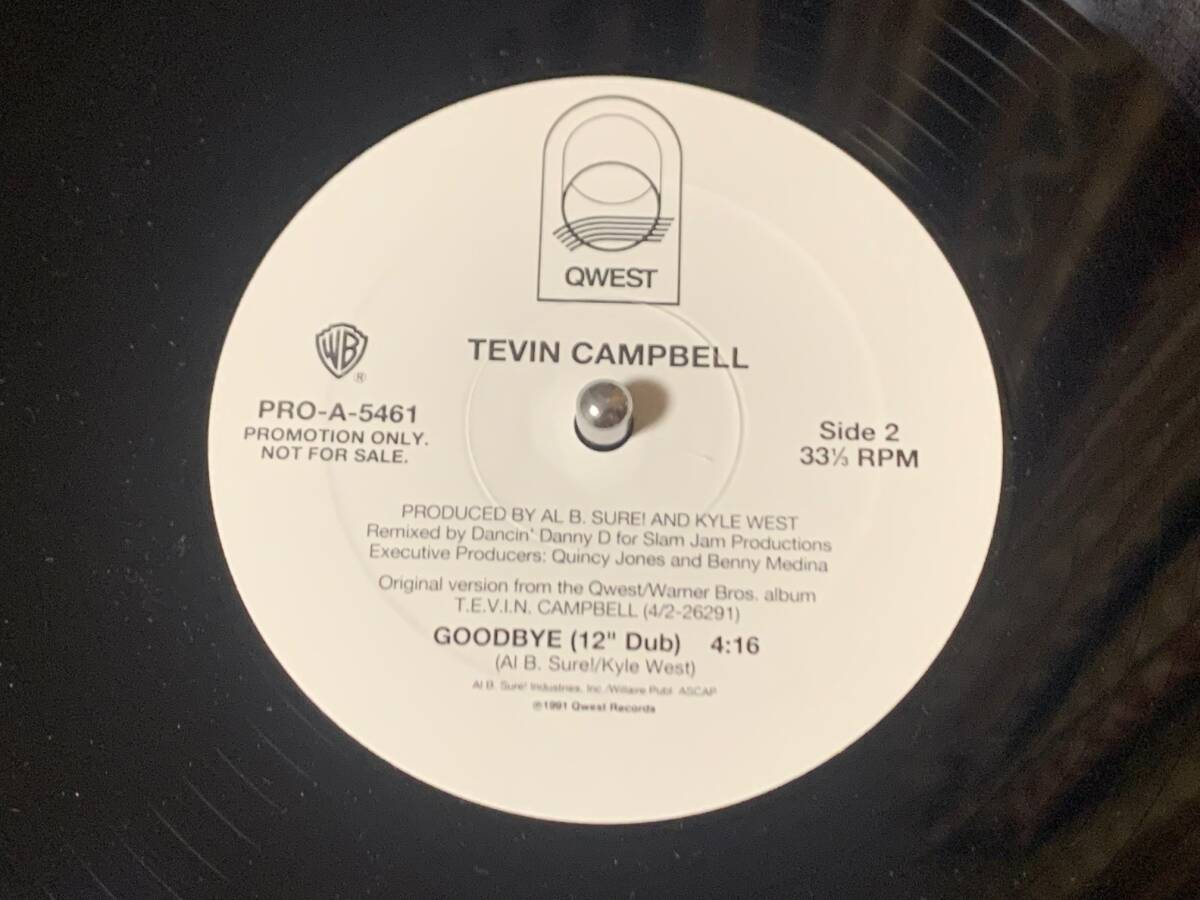 QWEST
TEVIN CAMPBELL
WB
®
PRO-A-5461
PROMOTION ONLY.
NOT FOR SALE.
Side 2
33⅓ RPM
PRODUCED BY AL B. SURE! AND KYLE WEST
Remixed by Dancin' Danny D for Slam Jam Productions
Executive Producers: Quincy Jones and Benny Medina
Original version from the Qwest/Warner Bros. album
T.E.V.I.N. CAMPBELL (4/2-26291)
GOODBYE (12" Dub) 4:16
(Al B. Sure!/Kyle West)
Al B. Sure! Industries, Inc./Willarie Publ. ASCAP
℗1991 Qwest Records